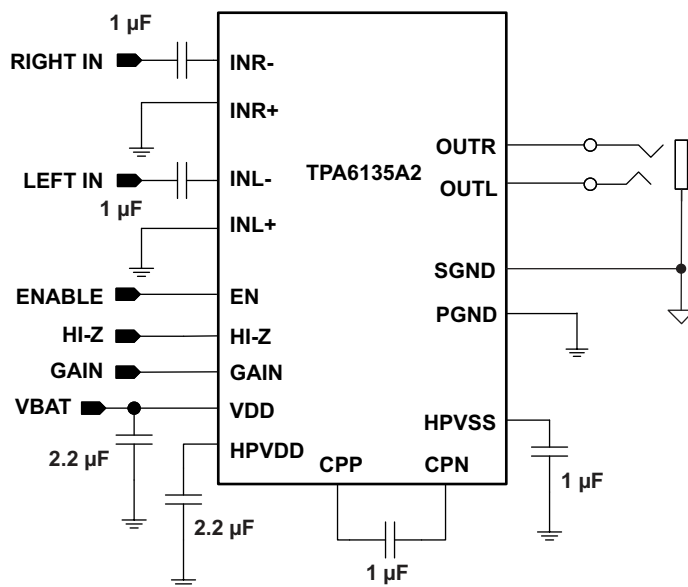 1 µF
RIGHT IN
INR-
INR+
LEFT IN
INL-
1 µF
INL+
TPA6135A2
OUTR
OUTL
SGND
PGND
ENABLE
EN
HI-Z
HI-Z
GAIN
GAIN
VBAT
VDD
HPVSS
2.2 µF
HPVDD
CPP
CPN
1 µF
2.2 µF
1 µF